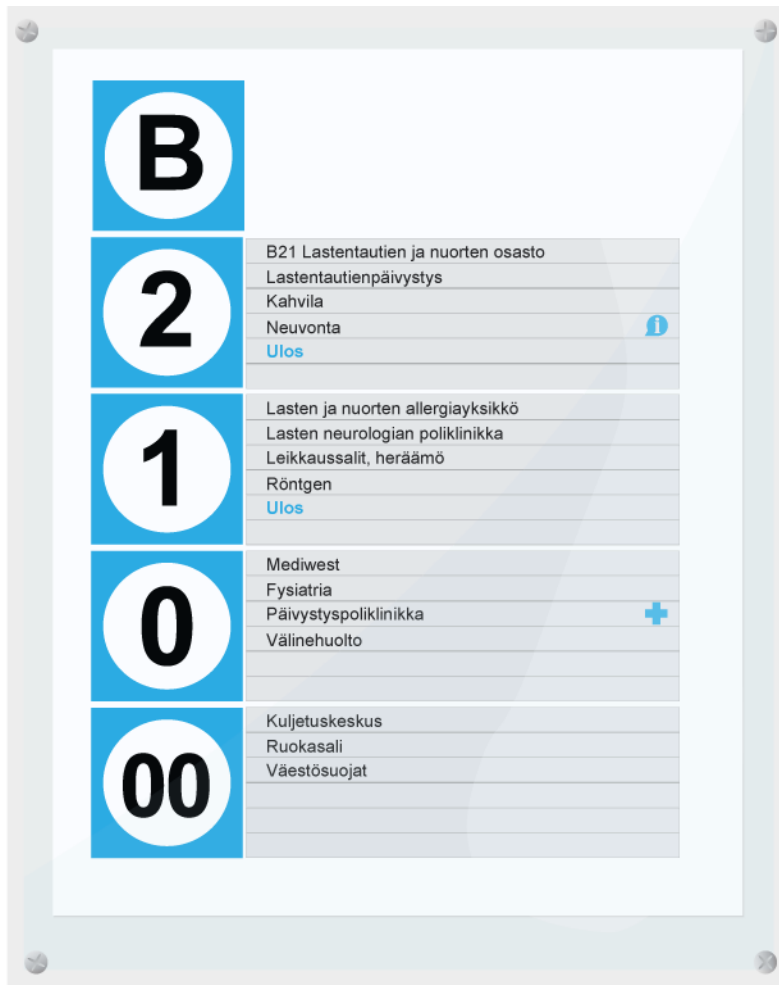 B
2
B21 Lastentautien ja nuorten osasto
Lastentautienpäivystys
Kahvila
Neuvonta
Ulos
1
Lasten ja nuorten allergiayksikkö
Lasten neurologian poliklinikka
Leikkaussalit, heräämö
Röntgen
Ulos
0
Mediwest
Fysiatria
Päivystyspoliklinikka
Välinehuolto
00
Kuljetuskeskus
Ruokasali
Väestösuojat